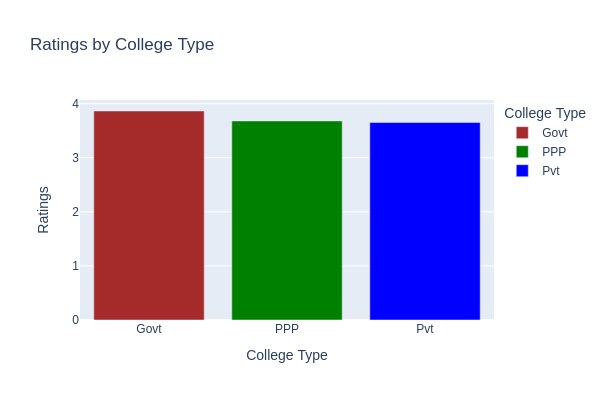 Ratings by College Type
4
3
2
1
0
Ratings
Govt
PPP
Pvt
College Type
College Type
Govt
PPP
Pvt